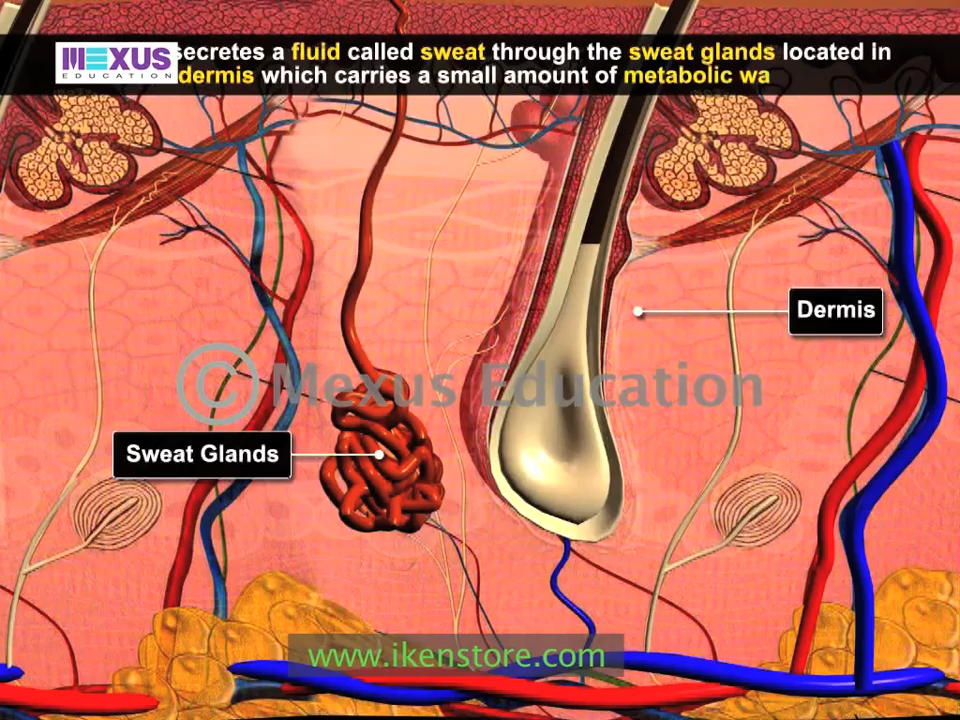 MEXUS
EDUCATION
secretes a fluid called sweat through the sweat glands located in
dermis which carries a small amount of metabolic wa
Dermis
© Mexus Education
Sweat Glands
www.ikenstore.com